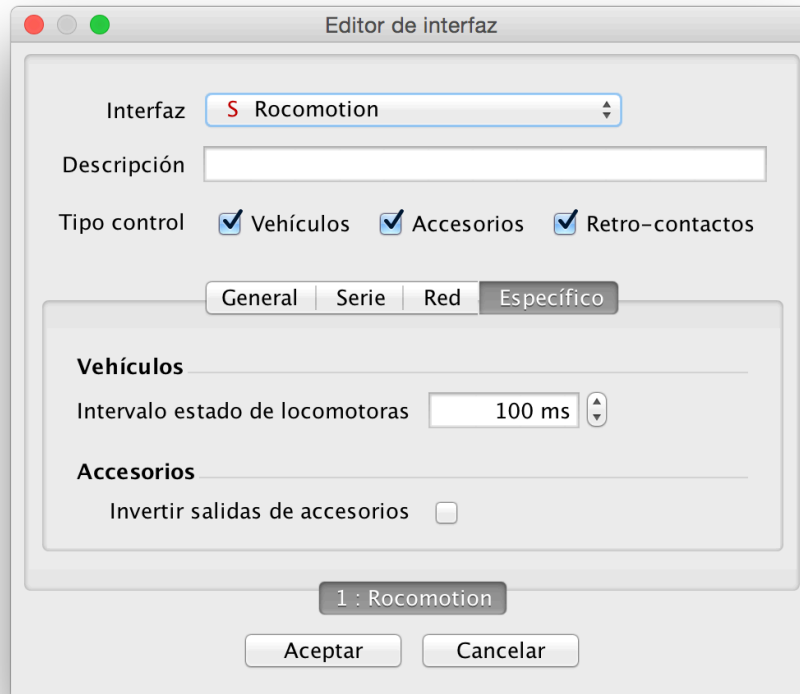 Editor de interfaz
Interfaz S Rocomotion
Descripción
Tipo control Vehículos Accesorios Retro-contactos
General Serie Red Específico
Vehículos
Intervalo estado de locomotoras 100 ms
Accesorios
Invertir salidas de accesorios
1 : Rocomotion
Aceptar Cancelar